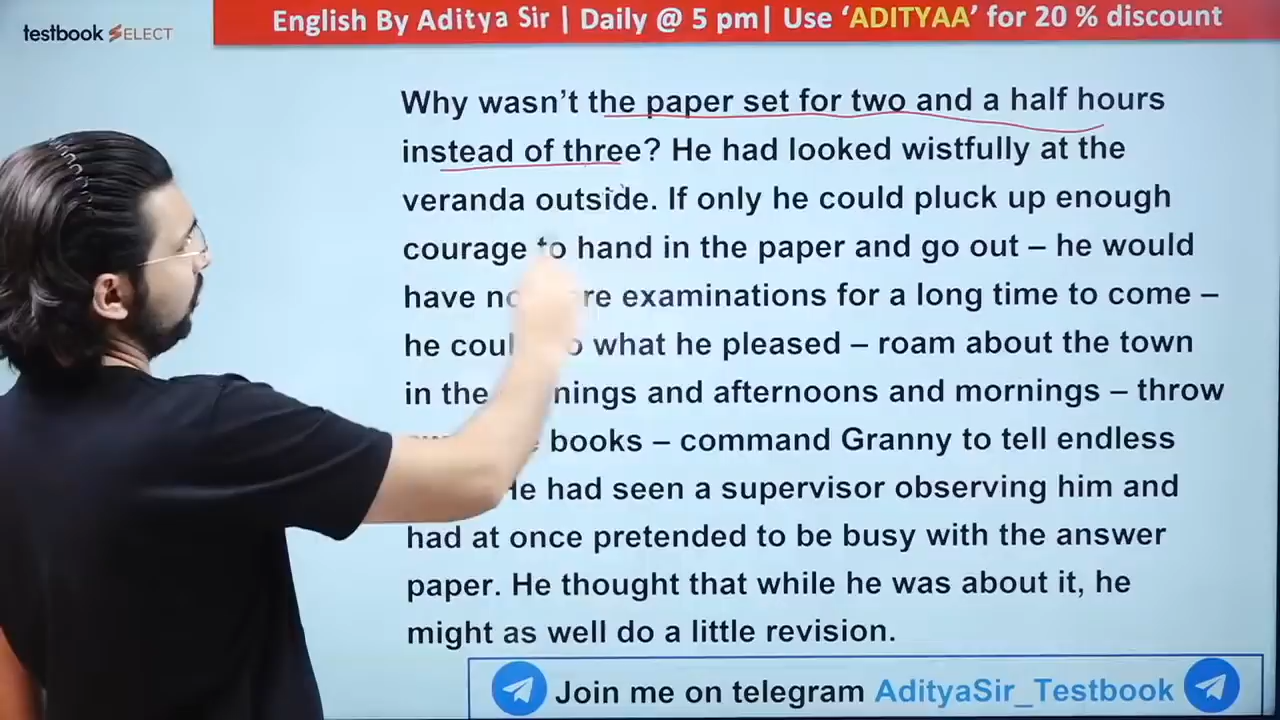 testbook SELECT
English By Aditya Sir | Daily @ 5 pm| Use ‘ADITYAA’ for 20 % discount
Why wasn’t the paper set for two and a half hours
instead of three? He had looked wistfully at the
veranda outside. If only he could pluck up enough
courage to hand in the paper and go out – he would
have examinations for a long time to come –
he what he pleased – roam about the town
in the and afternoons and mornings – throw
books – command Granny to tell endless
He had seen a supervisor observing him and
had at once pretended to be busy with the answer
paper. He thought that while he was about it, he
might as well do a little revision.
Join me on telegram AdityaSir_Testbook